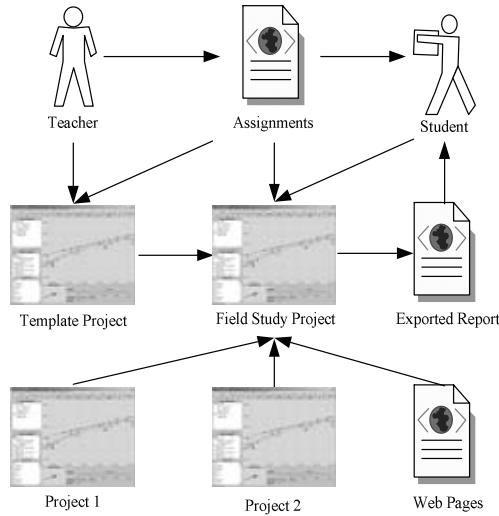 Teacher
Assignments
Student
Template Project
Field Study Project
Exported Report
Project 1
Project 2
Web Pages